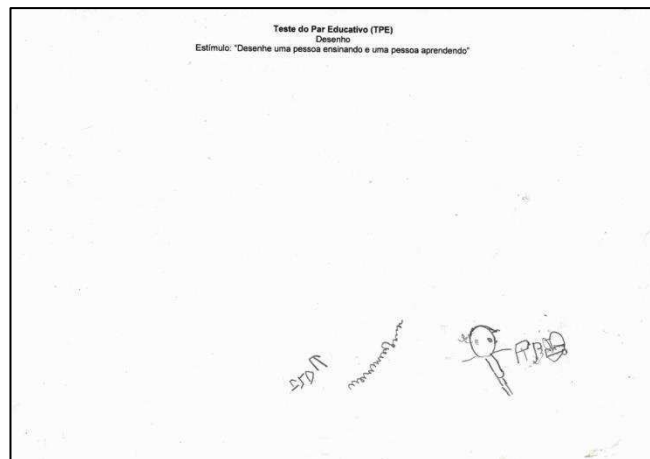 Teste do Par Educativo (TPE)
Desenho
Estímulo: "Desenhe uma pessoa ensinando e uma pessoa aprendendo"